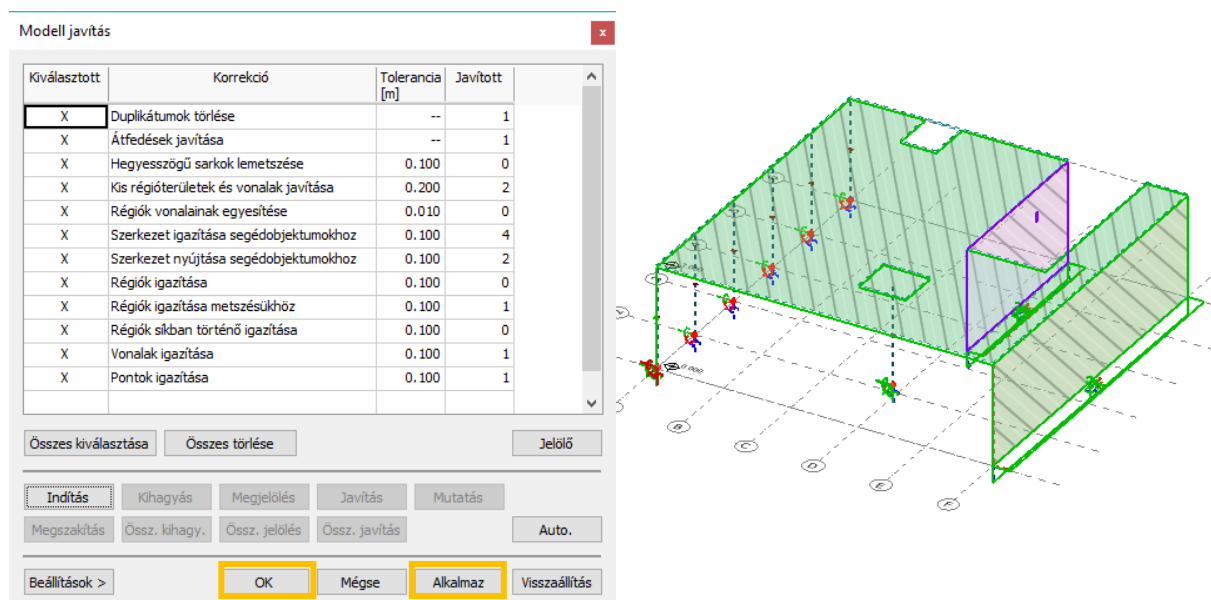 Modell javítás x
Kiválasztott Korrekció Tolerancia [m] Javított
X Duplikátumok törlése -- 1
X Átfedések javítása -- 1
X Hegyesszögű sarkok lemetszése 0.100 0
X Kis régióterületek és vonalak javítása 0.200 2
X Régiók vonalainak egyesítése 0.010 0
X Szerkezet igazítása segédobjektumokhoz 0.100 4
X Szerkezet nyújtása segédobjektumokhoz 0.100 2
X Régiók igazítása 0.100 0
X Régiók igazítása metszésükhöz 0.100 1
X Régiók síkban történő igazítása 0.100 0
X Vonalak igazítása 0.100 1
X Pontok igazítása 0.100 1
Összes kiválasztása Összes törlése Jelölő
Indítás Kihagyás Megjelölés Javítás Mutatás
Megszakítás Össz. kihagy. Össz. jelölés Össz. javítás Auto.
Beállítások > OK Mégse Alkalmaz Visszaállítás
0.000
B
C
D
E
F